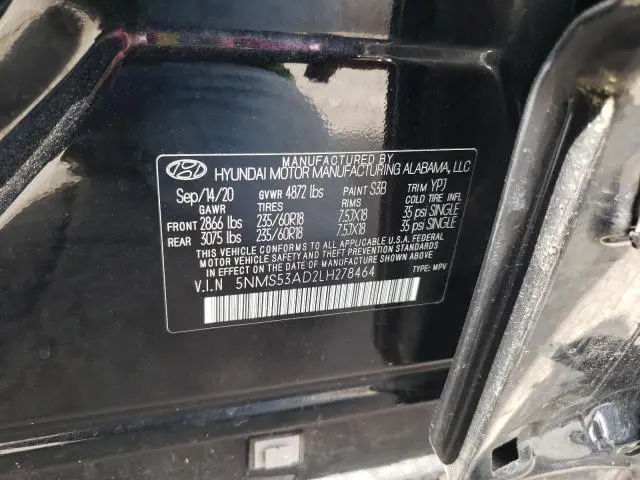 MANUFACTURED BY
HYUNDAI MOTOR MANUFACTURING ALABAMA, LLC
Sep/14/20 GVWR 4872 lbs PAINT S3B TRIM YPJ
GAWR TIRES RIMS COLD TIRE INFL
FRONT 2866 lbs 235/60R18 7.5JX18 35 psi SINGLE
REAR 3075 lbs 235/60R18 7.5JX18 35 psi SINGLE
THIS VEHICLE CONFORMS TO ALL APPLICABLE U.S.A. FEDERAL
MOTOR VEHICLE SAFETY, BUMPER, AND THEFT PREVENTION STANDARDS
IN EFFECT ON THE DATE OF MANUFACTURE SHOWN ABOVE.
V.I.N 5NMS53AD2LH278464 TYPE: MPV